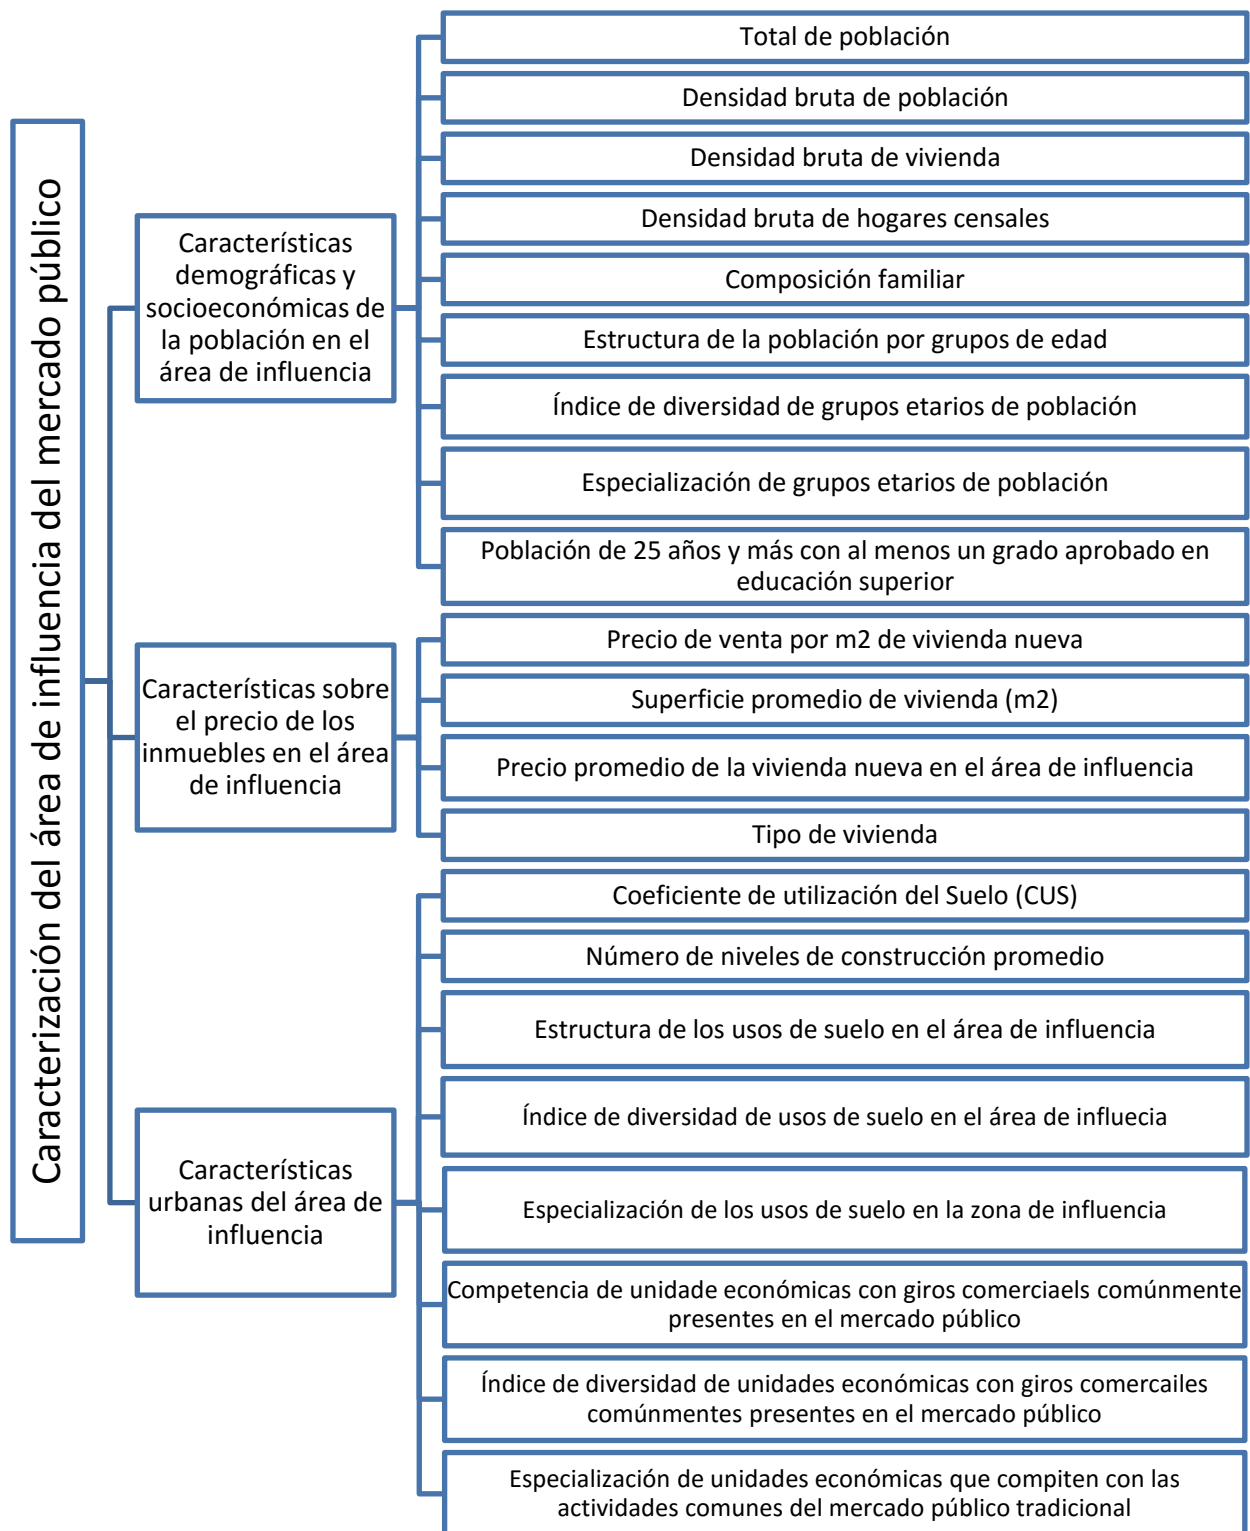 Caracterización del área de influencia del mercado público
Característísticas
demográficas y
socioeconómicas de
la población en el
área de influencia
Total de población
Densidad bruta de población
Densidad bruta de vivienda
Densidad bruta de hogares censales
Composición familiar
Estructura de la población por grupos de edad
Índice de diversidad de grupos etarios de población
Especialización de grupos etarios de población
Población de 25 años y más con al menos un grado aprobado en
educación superior
Característísticas sobre
el precio de los
inmuebles en el área
de influencia
Precio de venta por m2 de vivienda nueva
Superficie promedio de vivienda (m2)
Precio promedio de la vivienda nueva en el área de influencia
Tipo de vivienda
Característísticas
urbanas del área de
influencia
Coeficiente de utilización del Suelo (CUS)
Número de niveles de construcción promedio
Estructura de los usos de suelo en el área de influencia
Índice de diversidad de usos de suelo en el área de influecia
Especialización de los usos de suelo en la zona de influencia
Competencia de unidade económicas con giros comerciaels comúnmente
presentes en el mercado público
Índice de diversidad de unidades económicas con giros comercailes
comúnmentes presentes en el mercado público
Especialización de unidades económicas que compiten con las
actividades comunes del mercado público tradicional